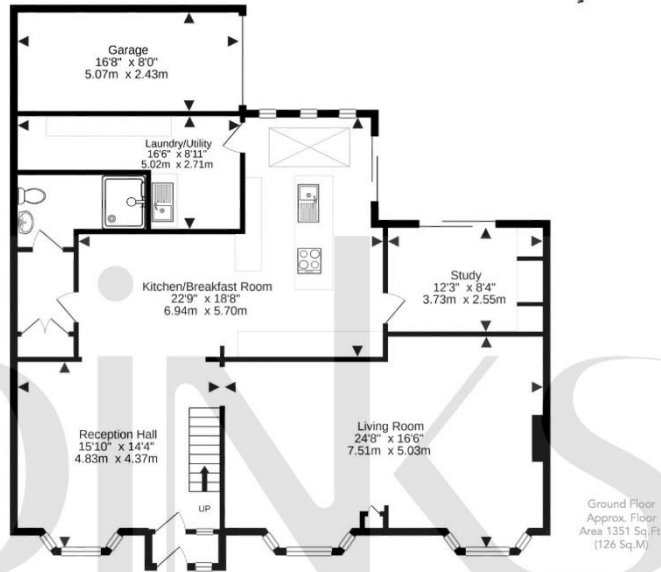 Garage
16'8" x 8'0"
5.07m x 2.43m
Laundry/Utility
16'6" x 8'11"
5.02m x 2.71m
Kitchen/Breakfast Room
22'9" x 18'8"
6.94m x 5.70m
Study
12'3" x 8'4"
3.73m x 2.55m
Reception Hall
15'10" x 14'4"
4.83m x 4.37m
UP
Living Room
24'8" x 16'6"
7.51m x 5.03m
Ground Floor
Approx. Floor
Area 1351 Sq.Ft
(126 Sq.M)